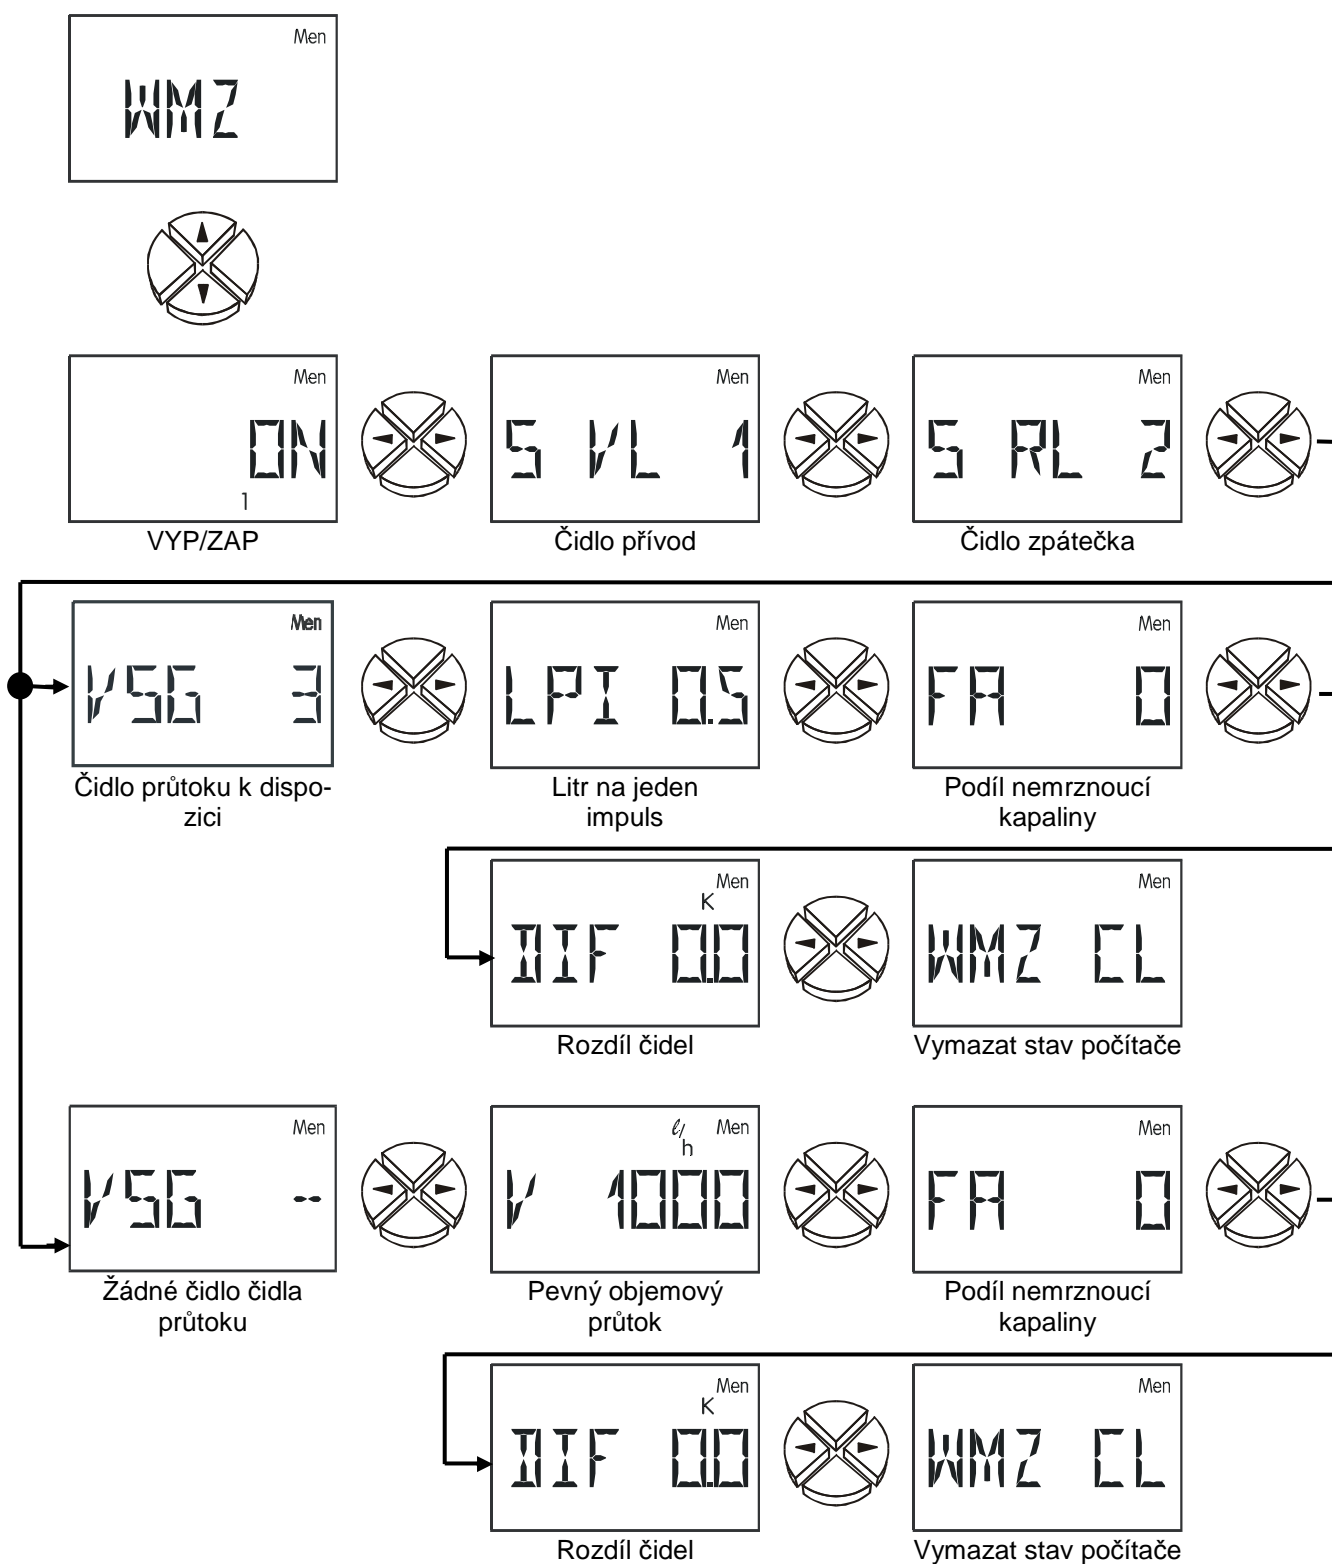 Men
WMZ
Men
ON
1
VYP/ZAP
Men
S VL 1
Čidlo přívod
Men
S RL 2
Čidlo zpátečka
Men
VSG 3
Čidlo průtoku k dispo-
zici
Men
LPI 0.5
Litr na jeden
impuls
Men
FA 0
Podíl nemrznoucí
kapaliny
Men
K
DIF 0.0
Rozdíl čidel
Men
WMZ CL
Vymazat stav počítače
Men
VSG --
Žádné čidlo čidla
průtoku
l/h Men
V 1000
Pevný objemový
průtok
Men
FA 0
Podíl nemrznoucí
kapaliny
Men
K
DIF 0.0
Rozdíl čidel
Men
WMZ CL
Vymazat stav počítače